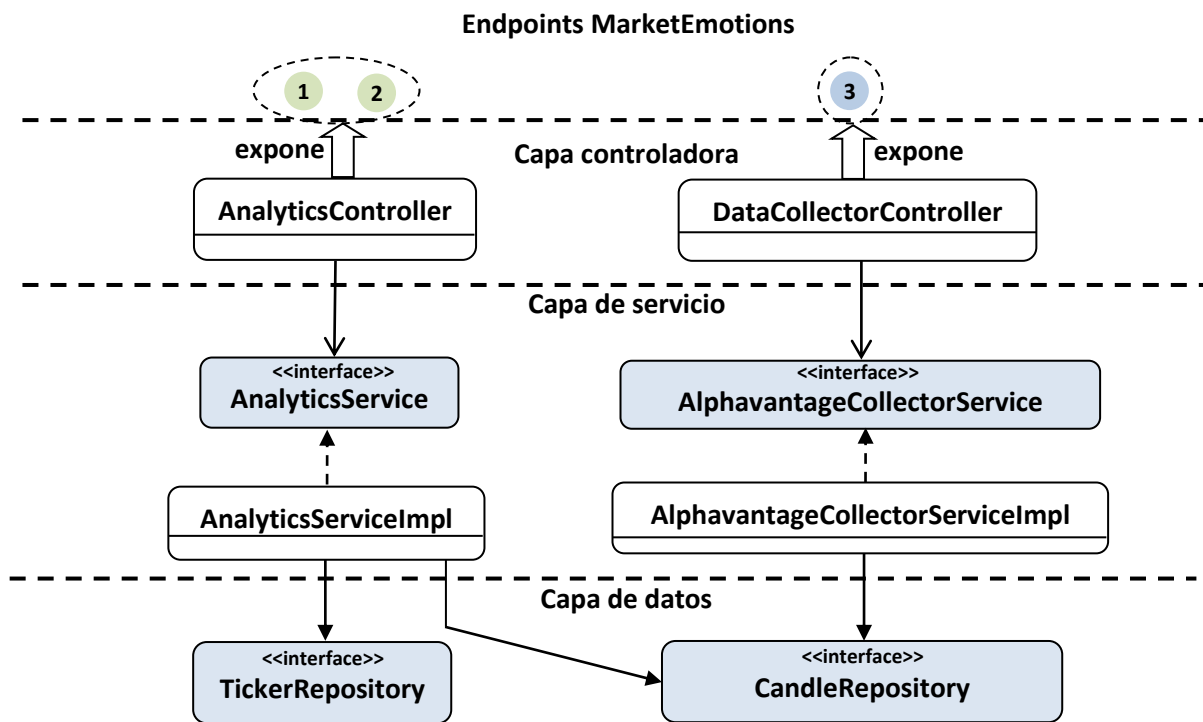 Endpoints MarketEmotions
1
2
3
expone
Capa controladora
expone
AnalyticsController
DataCollectorController
Capa de servicio
<<interface>>
AnalyticsService
<<interface>>
AlphavantageCollectorService
AnalyticsServiceImpl
AlphavantageCollectorServiceImpl
Capa de datos
<<interface>>
TickerRepository
<<interface>>
CandleRepository